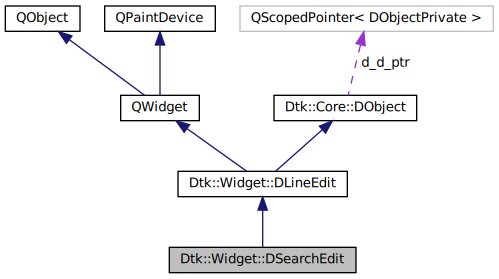 QObject
QPaintDevice
QScopedPointer< DObjectPrivate >
d_d_ptr
QWidget
Dtk::Core::DObject
Dtk::Widget::DLineEdit
Dtk::Widget::DSearchEdit